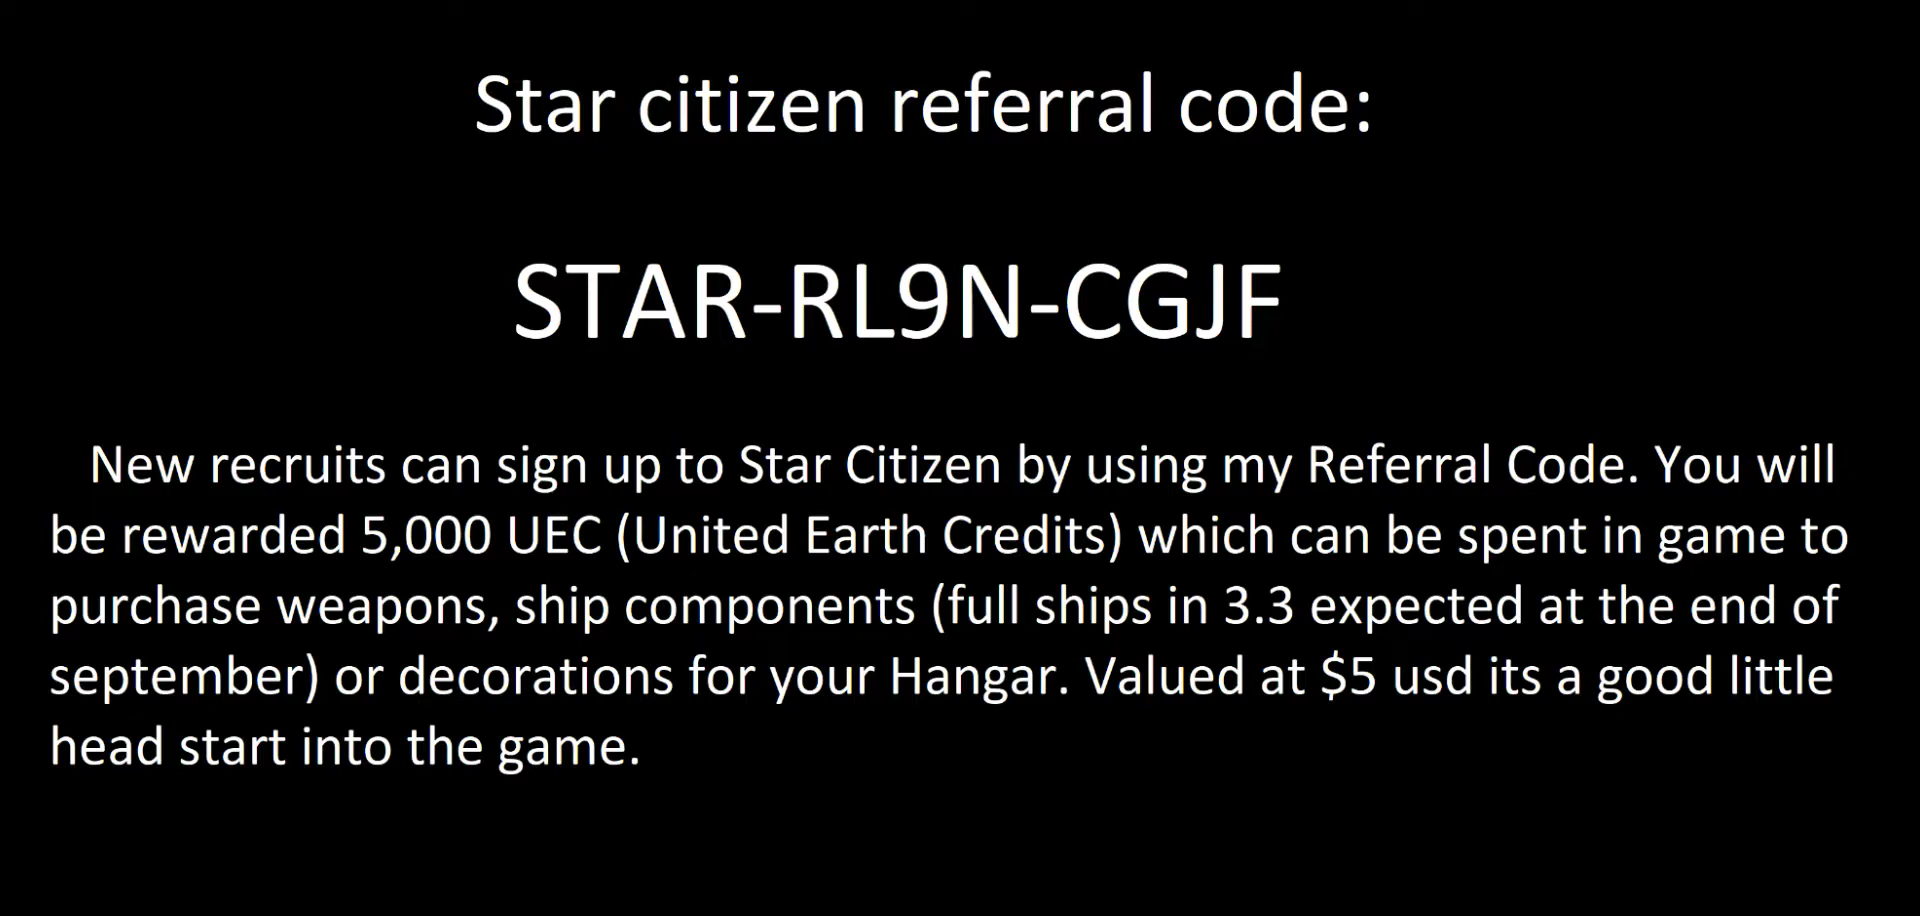 Star citizen referral code:
STAR-RL9N-CGJF
New recruits can sign up to Star Citizen by using my Referral Code. You will
be rewarded 5,000 UEC (United Earth Credits) which can be spent in game to
purchase weapons, ship components (full ships in 3.3 expected at the end of
september) or decorations for your Hangar. Valued at $5 usd its a good little
head start into the game.